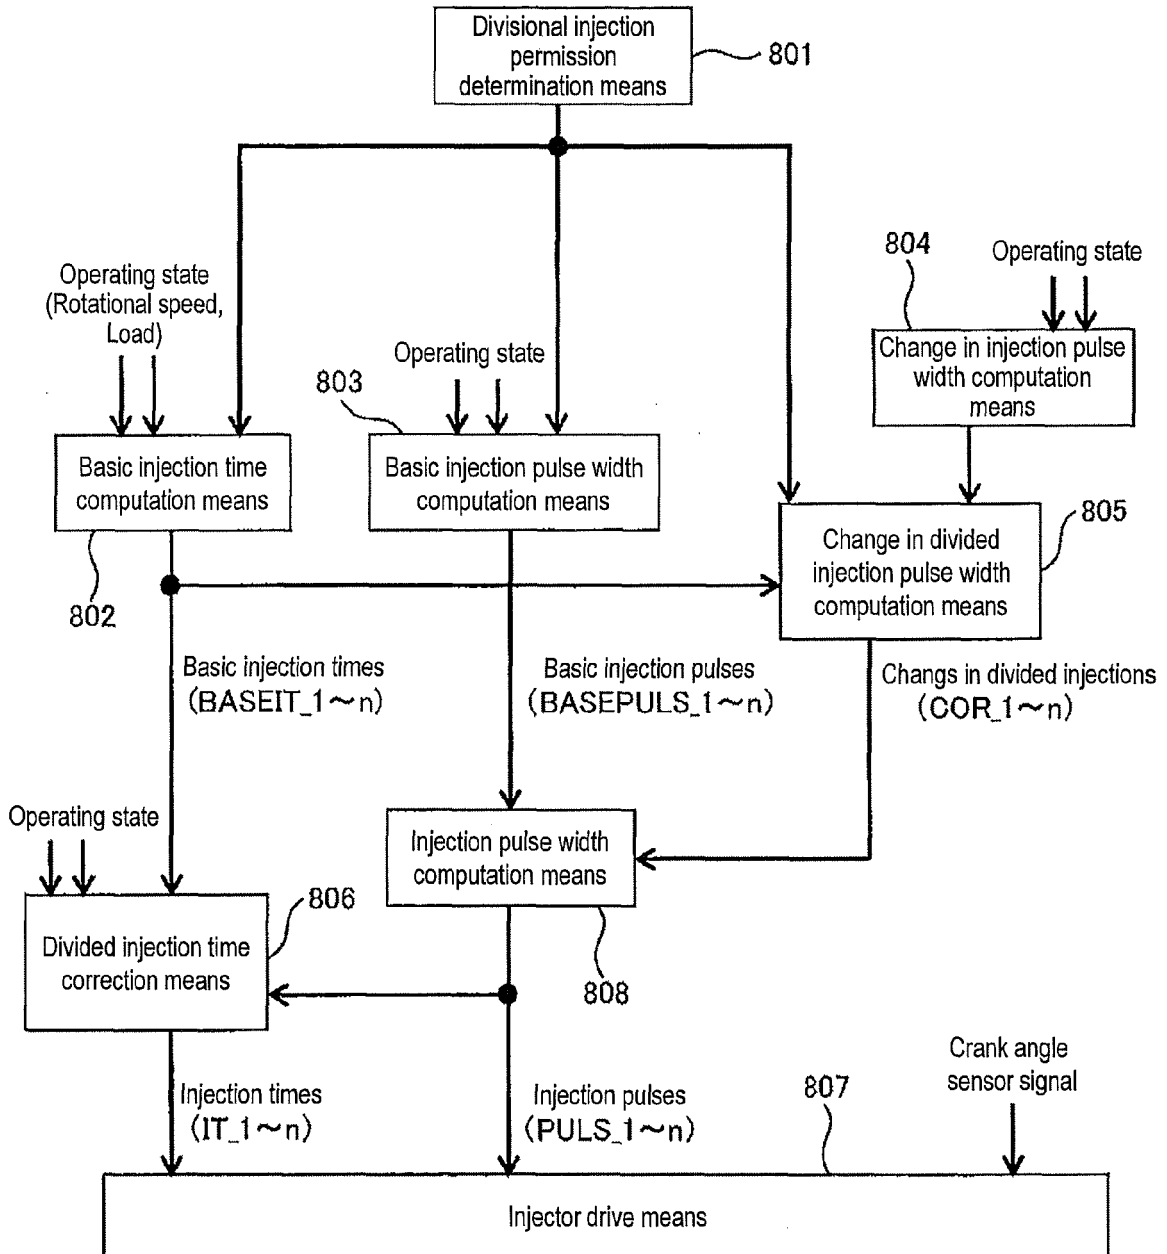 Divisional injection
permission
determination means
801
804
Operating state
Operating state
(Rotational speed,
Load)
Change in injection pulse
width computation
means
Operating state
803
Basic injection time
computation means
Basic injection pulse width
computation means
805
Change in divided
injection pulse width
computation means
802
Basic injection times
(BASEIT_1~n)
Basic injection pulses
(BASEPULS_1~n)
Changs in divided injections
(COR_1~n)
Operating state
Injection pulse width
computation means
806
Divided injection time
correction means
808
Crank angle
sensor signal
807
Injection times
(IT_1~n)
Injection pulses
(PULS_1~n)
Injector drive means